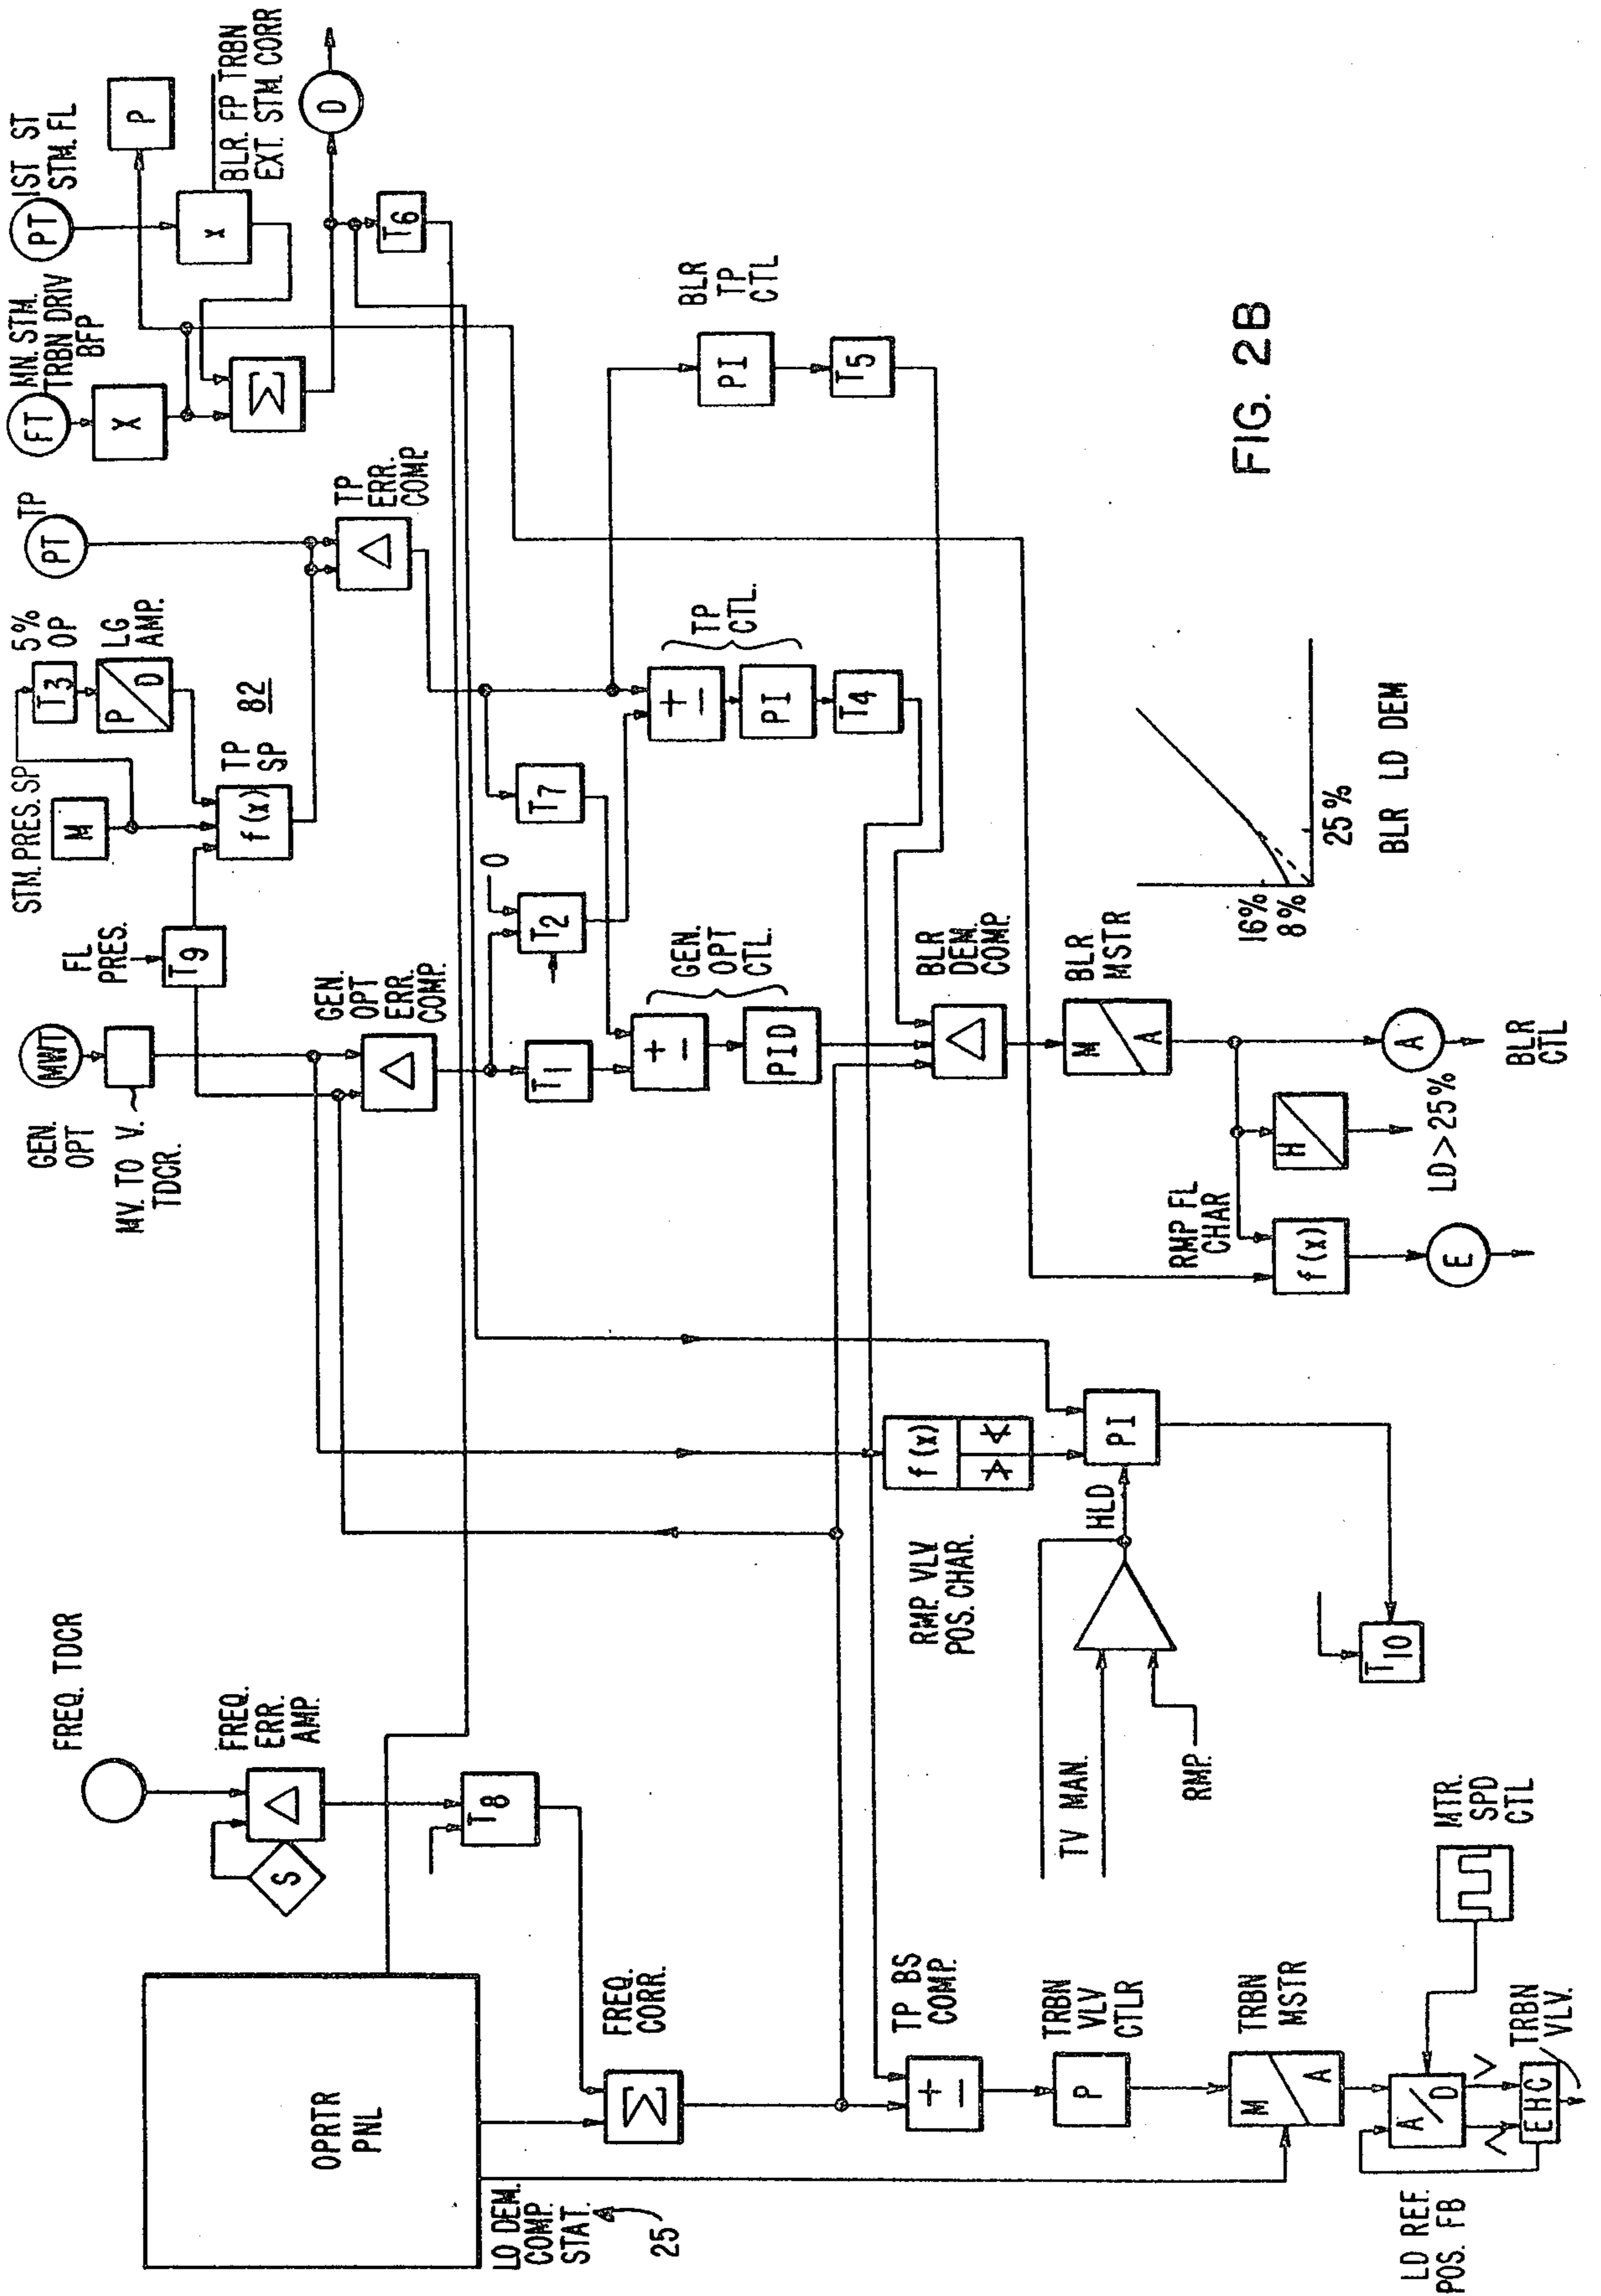 FREQ. TDCR
GEN.
OPT
MWT
MV. TO V.
TDCR.
FL
PRES.
T9
STM. PRES. SP
M
5%
OP
T3
LG
AMP.
P
D
f(x)
TP
SP
82
PT
TP
FT
MN. STM.
TRBN DRIV
BFP
X
PT
1ST ST
STM. FL
X
P
BLR. FP TRBN
EXT. STM. CORR
Σ
D
T6
OPRTR
PNL
S
△
FREQ.
ERR.
AMP.
T8
GEN.
OPT
ERR.
COMP.
△
TP
ERR.
COMP
△
T1
T2
0
T7
+
−
GEN.
OPT
CTL.
PID
+
−
TP
CTL.
PI
T4
BLR
TP
CTL
PI
T5
LO DEM.
COMP.
STAT.
25
FREQ.
CORR.
Σ
TP BS
COMP.
+
−
TRBN
VLV
CTLR
P
TRBN
MSTR
M
A
RMP. VLV
POS. CHAR.
f(x)
HLD
PI
TV MAN.
RMP.
T10
BLR
DEM.
COMP.
△
BLR
MSTR
M
A
RMP FL
CHAR
f(x)
H
LD>25%
E
A
BLR
CTL
16%
8%
25%
BLR LD DEM
LD REF.
POS. FB
A/D
EHC
TRBN
VLV.
MTR.
SPD
CTL
FIG. 2B